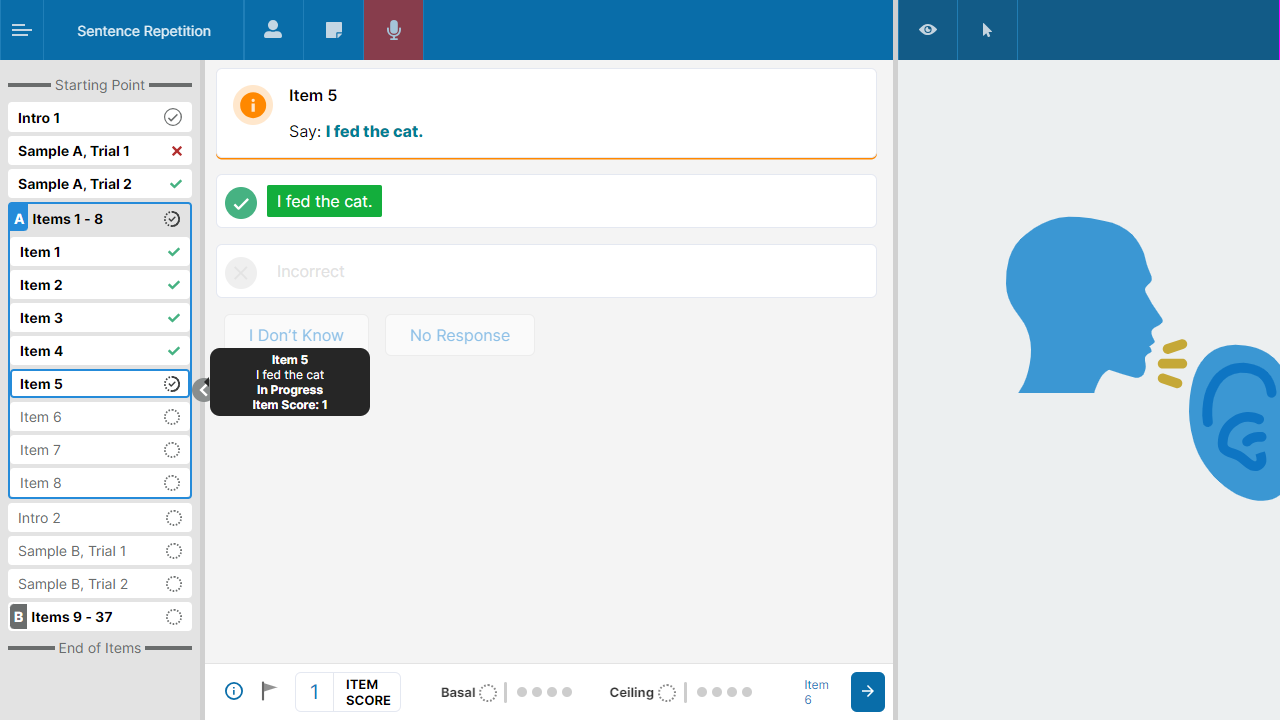 Sentence Repetition
Starting Point
Intro 1
Sample A, Trial 1
Sample A, Trial 2
A Items 1 - 8
Item 1
Item 2
Item 3
Item 4
Item 5
Item 6
Item 7
Item 8
Intro 2
Sample B, Trial 1
Sample B, Trial 2
B Items 9 - 37
End of Items
Item 5
Say: I fed the cat.
I fed the cat.
Incorrect
I Don’t Know
No Response
Item 5
I fed the cat
In Progress
Item Score: 1
1
ITEM
SCORE
Basal
Ceiling
Item
6